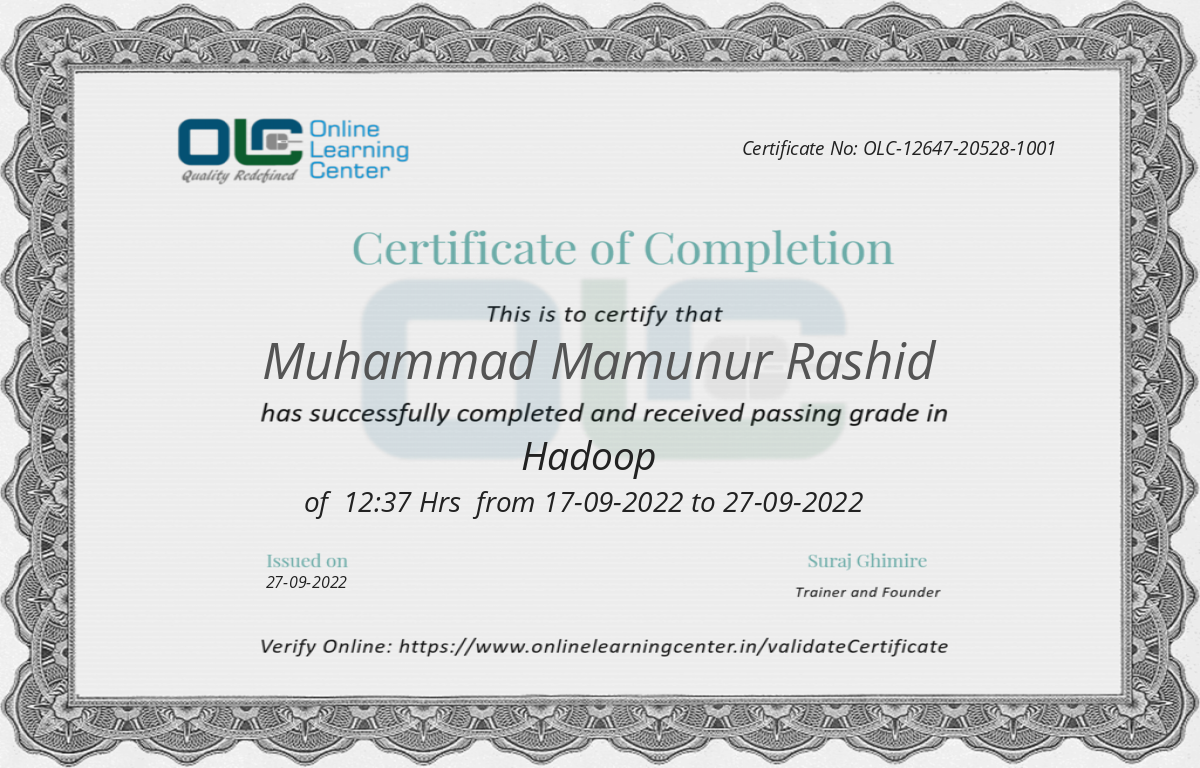 OLC Online
Learning
Center
Quality Redefined
Certificate No: OLC-12647-20528-1001
Certificate of Completion
This is to certify that
Muhammad Mamunur Rashid
has successfully completed and received passing grade in
Hadoop
of 12:37 Hrs from 17-09-2022 to 27-09-2022
Issued on
27-09-2022
Suraj Ghimire
Trainer and Founder
Verify Online: https://www.onlinelearningcenter.in/validateCertificate